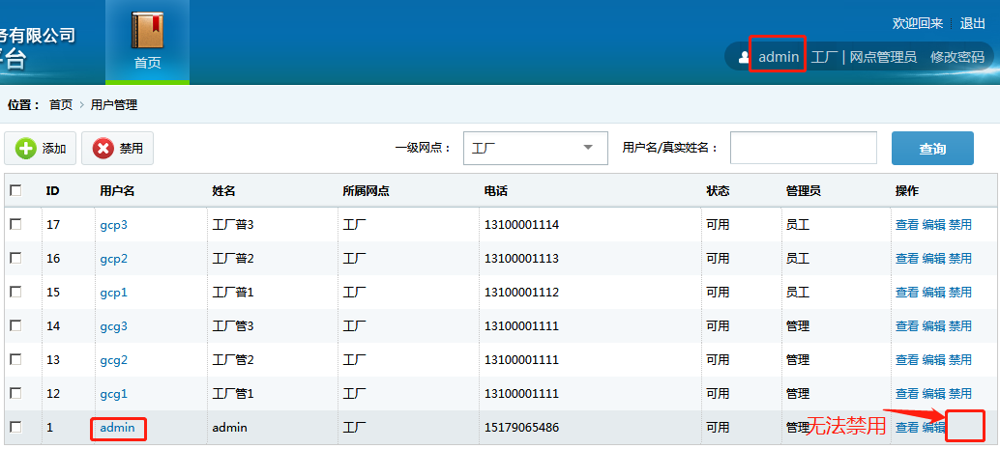 务有限公司
平台
首页
欢迎回来 退出
admin 工厂 | 网点管理员 修改密码
位置： 首页 › 用户管理
添加 禁用 一级网点： 工厂 用户名/真实姓名： 查询
ID 用户名 姓名 所属网点 电话 状态 管理员 操作
17 gcp3 工厂普3 工厂 13100001114 可用 员工 查看 编辑 禁用
16 gcp2 工厂普2 工厂 13100001113 可用 员工 查看 编辑 禁用
15 gcp1 工厂普1 工厂 13100001112 可用 员工 查看 编辑 禁用
14 gcg3 工厂管3 工厂 13100001111 可用 管理 查看 编辑 禁用
13 gcg2 工厂管2 工厂 13100001111 可用 管理 查看 编辑 禁用
12 gcg1 工厂管1 工厂 13100001111 可用 管理 查看 编辑 禁用
1 admin admin 工厂 15179065486 可用 管理 无法禁用 查看 编辑